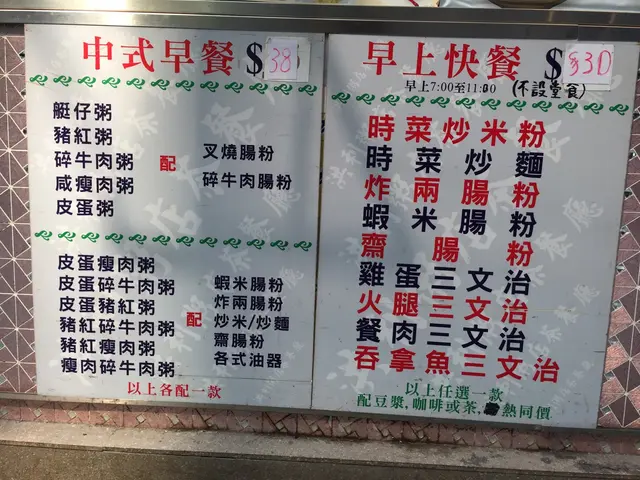 中式早餐 $38
艇仔粥
豬紅粥
碎牛肉粥
咸瘦肉粥
皮蛋粥
配
叉燒腸粉
碎牛肉腸粉
皮蛋瘦肉粥
皮蛋碎牛肉粥
皮蛋豬紅粥
豬紅碎牛肉粥
豬紅瘦肉粥
瘦肉碎牛肉粥
配
蝦米腸粉
炸兩腸粉
炒米/炒麵
齋腸粉
各式油器
以上各配一款
早上快餐 $30
早上7:00至11:00 (不設堂食)
時菜炒米粉
時菜炒麵
炸兩腸粉
蝦米腸粉
齋腸粉
雞蛋三文治
火腿三文治
餐肉三文治
吞拿魚三文治
以上任選一款
配豆漿,咖啡或茶,熱同價